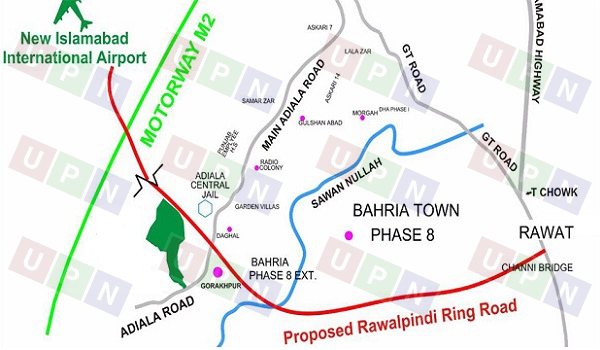 ASKARI 7
New Islamabad
International Airport
LALA ZAR
GT ROAD
ISLAMABAD HIGHWAY
MOTORWAY M2
MAIN ADIALA ROAD
ASKARI 14
SAMAR ZAR
MORGAH
DHA PHASE I
GULSHAN ABAD
PUNJAB
EMPLYEE
H.S
GT ROAD
RADIO
COLONY
ADIALA
CENTRAL
JAIL
SAWAN NULLAH
T CHOWK
GARDEN VILLAS
BAHRIA TOWN
PHASE 8
DAGHAL
RAWAT
BAHRIA
PHASE 8 EXT.
CHANNI BRIDGE
GORAKHPUR
ADIALA ROAD
Proposed Rawalpindi Ring Road
UPN